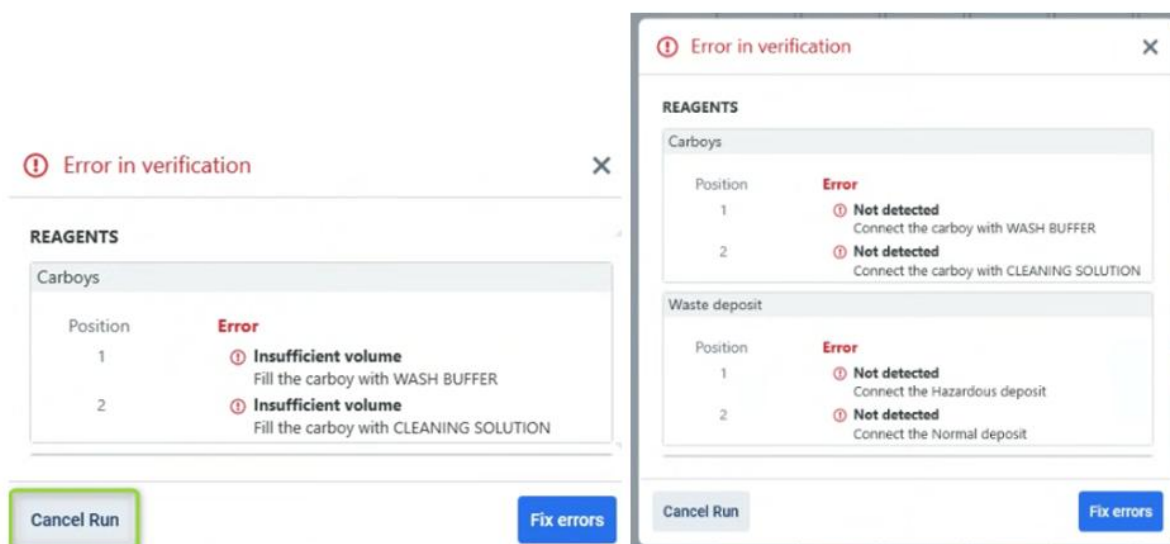 Error in verification
REAGENTS
Carboys
Position Error
1 Insufficient volume
Fill the carboy with WASH BUFFER
2 Insufficient volume
Fill the carboy with CLEANING SOLUTION
Cancel Run Fix errors
Error in verification
REAGENTS
Carboys
Position Error
1 Not detected
Connect the carboy with WASH BUFFER
2 Not detected
Connect the carboy with CLEANING SOLUTION
Waste deposit
Position Error
1 Not detected
Connect the Hazardous deposit
2 Not detected
Connect the Normal deposit
Cancel Run Fix errors